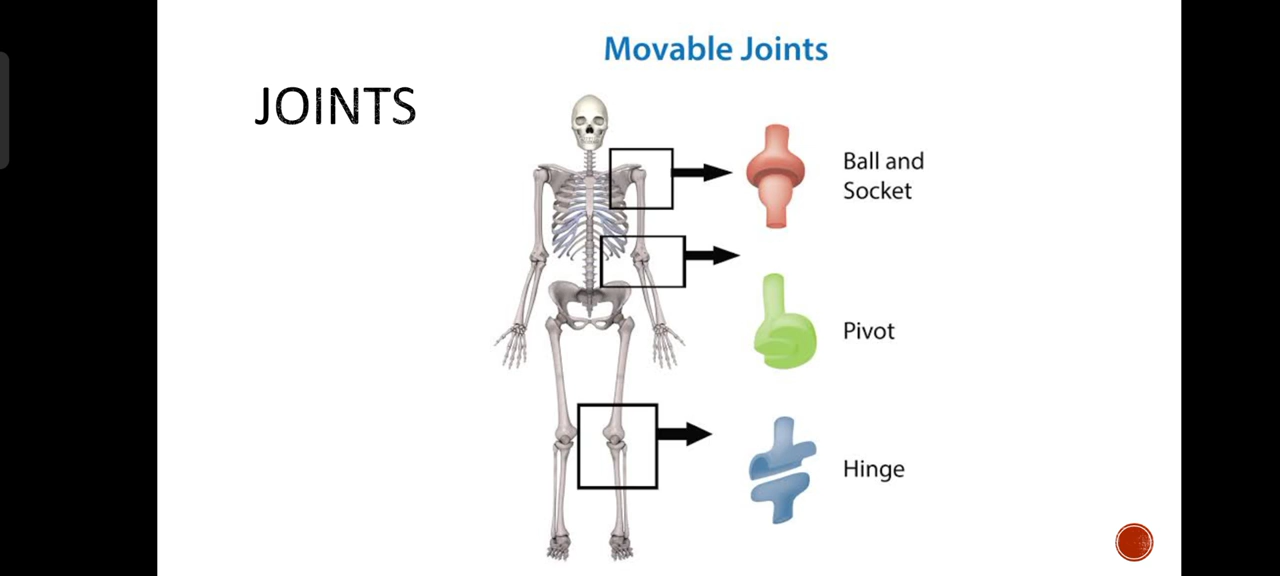 Movable Joints
JOINTS
Ball and
Socket
Pivot
Hinge